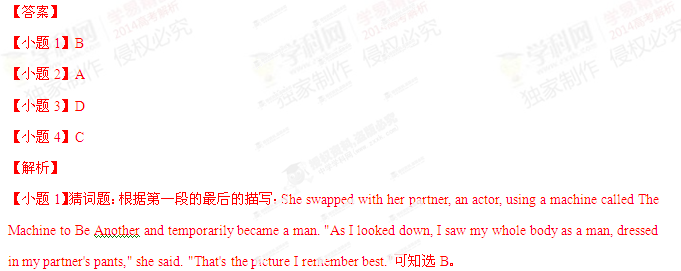 【答案】
【小题1】B
【小题2】A
【小题3】D
【小题4】C
【解析】
【小题1】猜词题：根据第一段的最后的描写，She swapped with her partner, an actor, using a machine called The
Machine to Be Another and temporarily became a man. "As I looked down, I saw my whole body as a man, dressed
in my partner's pants," she said. "That's the picture I remember best." 可知选 B。